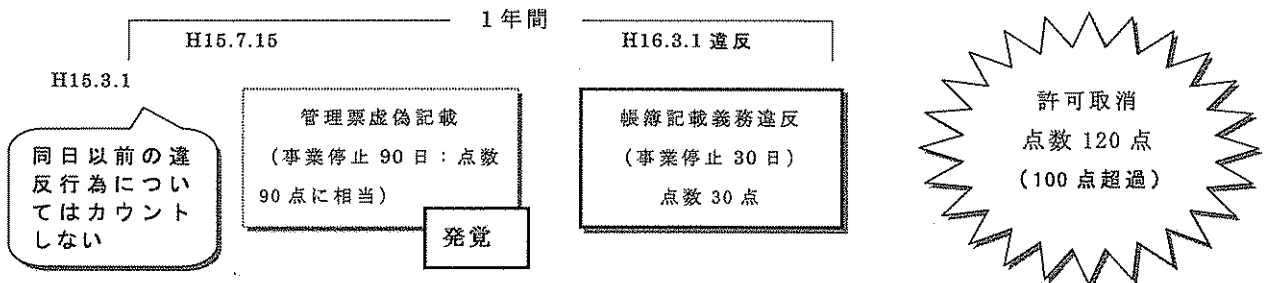 1年間
H15.7.15
H16.3.1 違反
H15.3.1
同日以前の違
反行為につい
てはカウント
しない
管理票虚偽記載
(事業停止 90 日:点数
90 点に相当)
発覚
帳簿記載義務違反
(事業停止 30 日)
点数 30 点
許可取消
点数 120 点
(100 点超過)